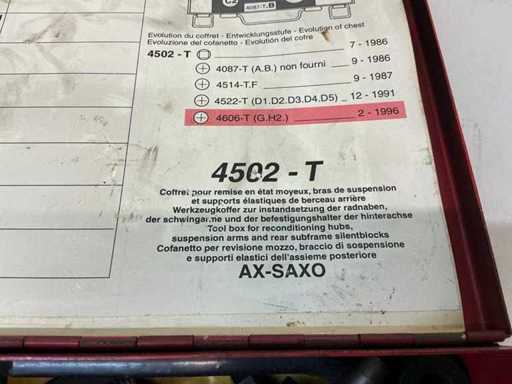 4087-T.B
Evolution du coffret - Entwicklungsstufe - Evolution of chest
Evoluzione del cofanetto - Evolución del cofre
4502 - T 7 - 1986
4087-T (A.B.) non fourni 9 - 1986
4514-T.F 9 - 1987
4522-T (D1.D2.D3.D4.D5) 12 - 1991
4606-T (G.H2.) 2 - 1996
4502 - T
Coffret pour remise en état moyeux, bras de suspension
et supports élastiques de berceau arrière
Werkzeugkoffer zur instandsetzung der radnaben,
der schwingarme und der befestigungshalter der hinterachse
Tool box for reconditioning hubs,
suspension arms and rear subframe silentblocks
Cofanetto per revisione mozzo, braccio di sospensione
e supporti elastici dell'assieme posteriore
AX-SAXO